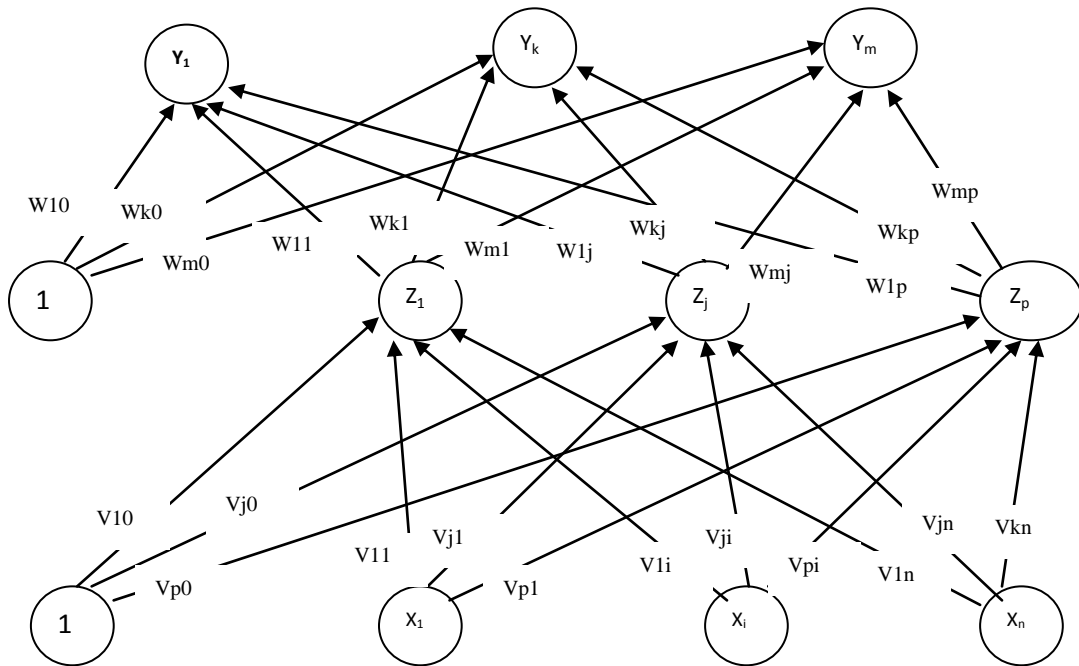 Y1 Yk Ym
W10 Wk0 Wm0 W11 Wk1 Wm1 W1j Wkj Wmj W1p Wkp Wmp
1 Z1 Zj Zp
V10 Vj0 Vp0 V11 Vj1 Vp1 V1i Vji Vpi V1n Vjn Vkn
1 X1 Xi Xn